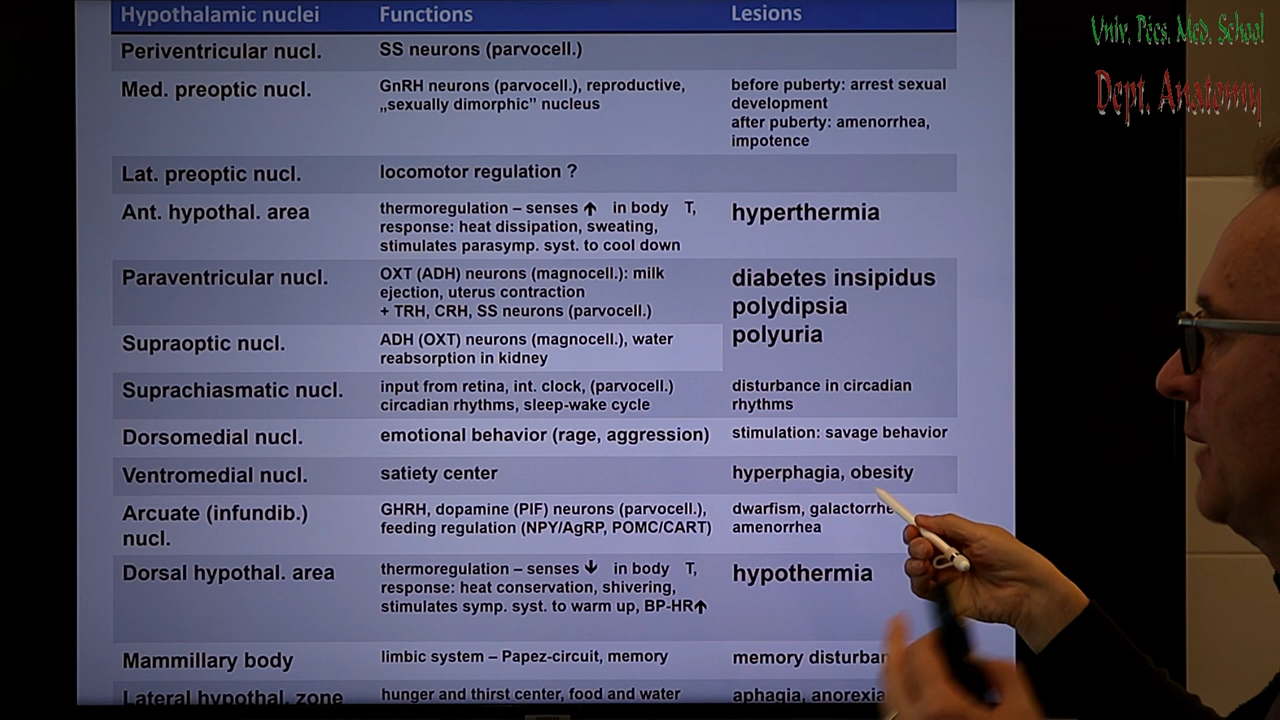 Univ. Pécs. Med. School
Dept. Anatomy
Hypothalamic nuclei Functions Lesions
Periventricular nucl. SS neurons (parvocell.)
Med. preoptic nucl. GnRH neurons (parvocell.), reproductive, „sexually dimorphic” nucleus before puberty: arrest sexual development
after puberty: amenorrhea, impotence
Lat. preoptic nucl. locomotor regulation ?
Ant. hypothal. area
thermoregulation – senses ↑ in body T,
response: heat dissipation, sweating,
stimulates parasymp. syst. to cool down
hyperthermia
Paraventricular nucl.
OXT (ADH) neurons (magnocell.): milk
ejection, uterus contraction
+ TRH, CRH, SS neurons (parvocell.)
diabetes insipidus
polydipsia
polyuria
Supraoptic nucl.
ADH (OXT) neurons (magnocell.), water
reabsorption in kidney
Suprachiasmatic nucl.
input from retina, int. clock, (parvocell.)
circadian rhythms, sleep-wake cycle
disturbance in circadian
rhythms
Dorsomedial nucl. emotional behavior (rage, aggression) stimulation: savage behavior
Ventromedial nucl. satiety center hyperphagia, obesity
Arcuate (infundib.)
nucl.
GHRH, dopamine (PIF) neurons (parvocell.),
feeding regulation (NPY/AgRP, POMC/CART)
dwarfism, galactorrhe
amenorrhea
Dorsal hypothal. area
thermoregulation – senses ↓ in body T,
response: heat conservation, shivering,
stimulates symp. syst. to warm up, BP-HR↑
hypothermia
Mammillary body limbic system – Papez-circuit, memory memory disturban
Lateral hypothal. zone hunger and thirst center, food and water aphagia, anorexia